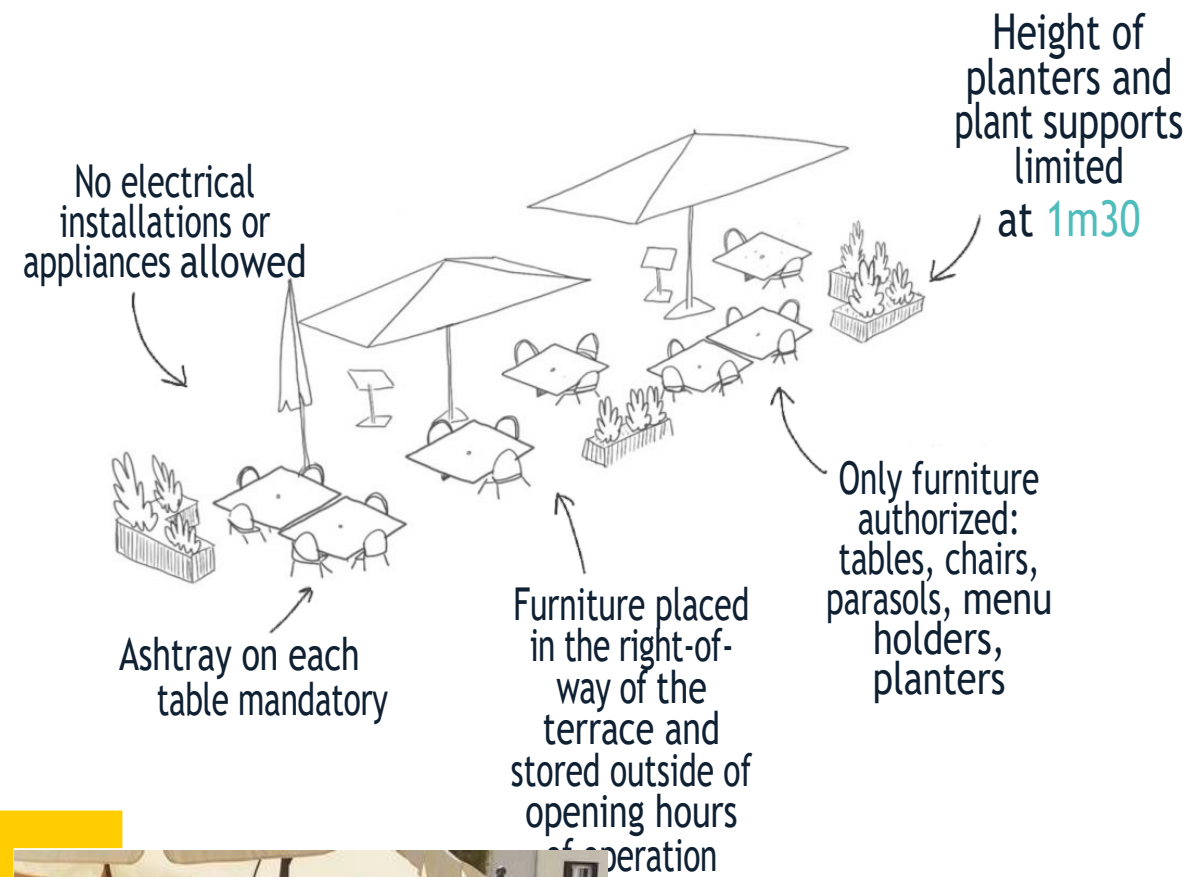 Height of
planters and
plant supports
limited
at 1m30
No electrical
installations or
appliances allowed
Only furniture
authorized:
tables, chairs,
parasols, menu
holders,
planters
Furniture placed
in the right-of-
way of the
terrace and
stored outside of
opening hours
of operation
Ashtray on each
table mandatory